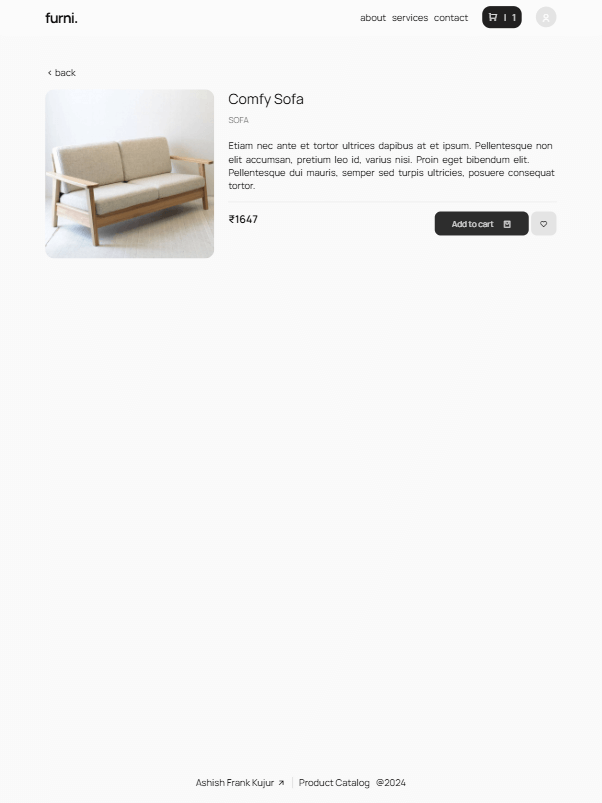 furni.
about services contact
1
< back
Comfy Sofa
SOFA
Etiam nec ante et tortor ultrices dapibus at et ipsum. Pellentesque non
elit accumsan, pretium leo id, varius nisi. Proin eget bibendum elit.
Pellentesque dui mauris, semper sed turpis ultricies, posuere consequat
tortor.
₹1647
Add to cart
Ashish Frank Kujur ↗ | Product Catalog @2024